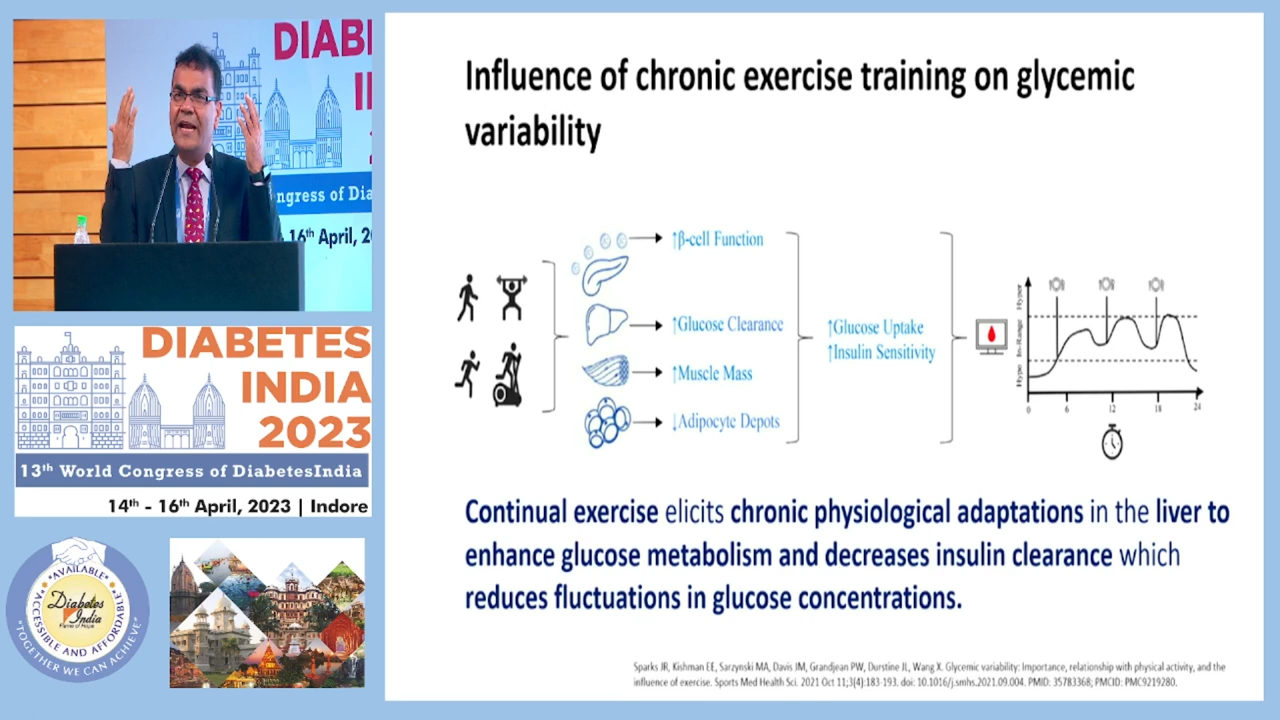 DIAB
I
ngress of Dia
16th April, 2
DIABETES
INDIA
2023
13th World Congress of DiabetesIndia
14th - 16th April, 2023 | Indore
"AVAILABLE"
"ACCESSIBLE AND AFFORDABLE"
"TOGETHER WE CAN ACHIEVE"
Diabetes
India
Influence of chronic exercise training on glycemic
variability
↑β-cell Function
↑Glucose Clearance
↑Muscle Mass
↓Adipocyte Depots
↑Glucose Uptake
↑Insulin Sensitivity
Hypo In-Range Hyper
0 6 12 18 24
Continual exercise elicits chronic physiological adaptations in the liver to
enhance glucose metabolism and decreases insulin clearance which
reduces fluctuations in glucose concentrations.
Sparks JR, Kishman EE, Sarzynski MA, Davis JM, Grandjean PW, Durstine JL, Wang X. Glycemic variability: Importance, relationship with physical activity, and the
influence of exercise. Sports Med Health Sci. 2021 Oct 11;3(4):183-193. doi: 10.1016/j.smhs.2021.09.004. PMID: 35783368; PMCID: PMC9219280.